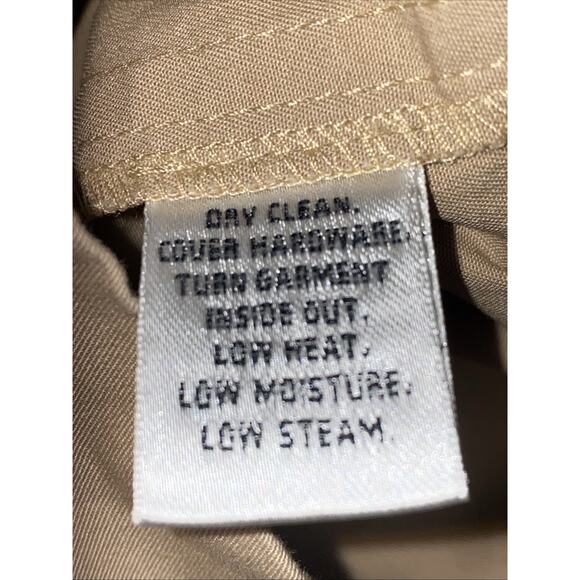 DRY CLEAN.
COVER HARDWARE.
TURN GARMENT
INSIDE OUT.
LOW HEAT.
LOW MOISTURE.
LOW STEAM.